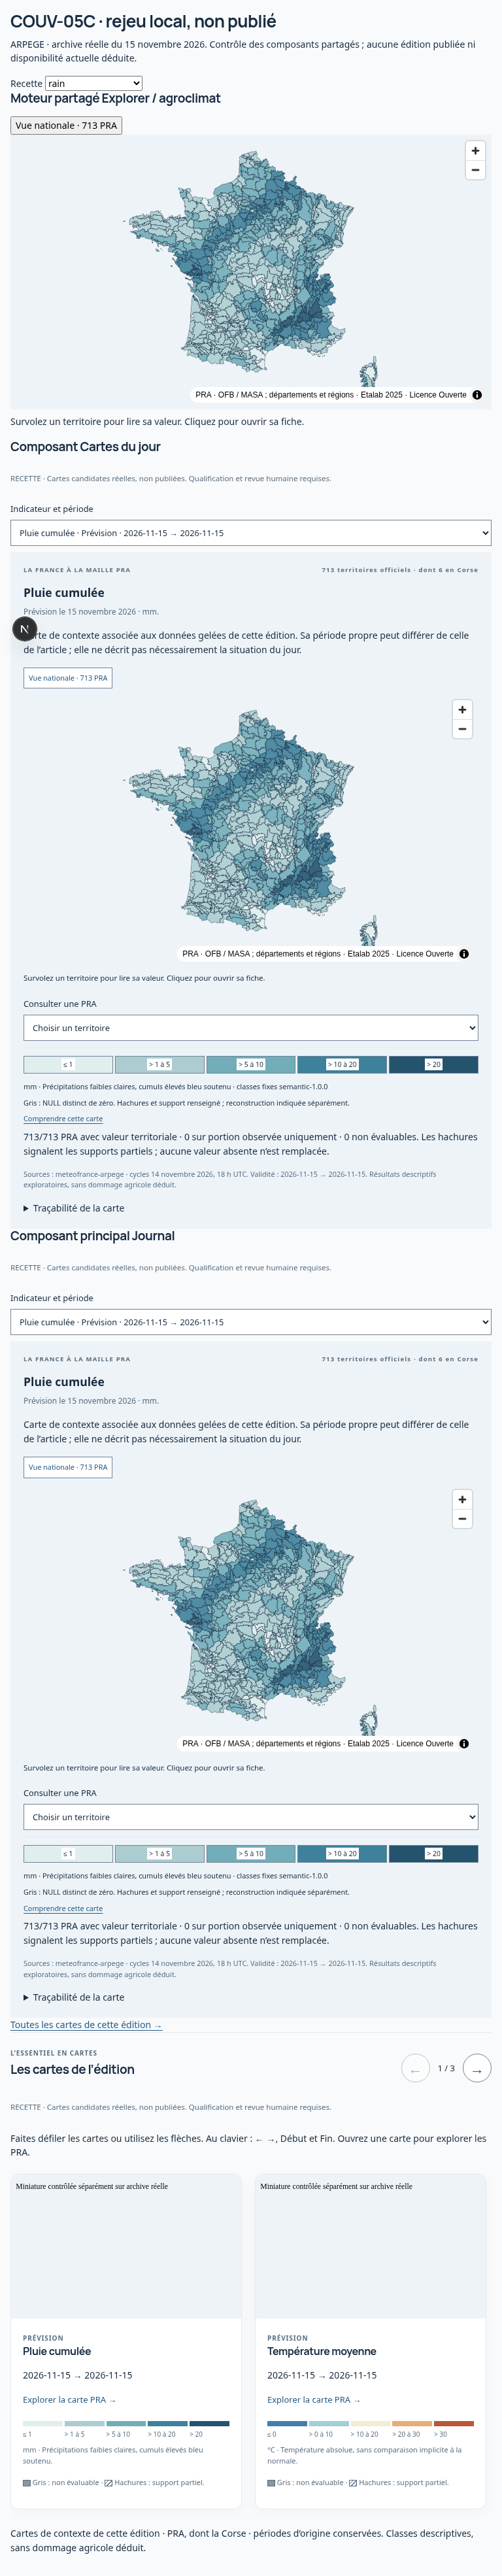 COUV-05C · rejeu local, non publié
ARPEGE · archive réelle du 15 novembre 2026. Contrôle des composants partagés ; aucune édition publiée ni
disponibilité actuelle déduite.
Recette rain
Moteur partagé Explorer / agroclimat
Vue nationale · 713 PRA
+
−
PRA · OFB / MASA ; départements et régions · Etalab 2025 · Licence Ouverte
Survolez un territoire pour lire sa valeur. Cliquez pour ouvrir sa fiche.
Composant Cartes du jour
RECETTE · Cartes candidates réelles, non publiées. Qualification et revue humaine requises.
Indicateur et période
Pluie cumulée · Prévision · 2026-11-15 → 2026-11-15
LA FRANCE À LA MAILLE PRA
713 territoires officiels · dont 6 en Corse
Pluie cumulée
Prévision le 15 novembre 2026 · mm.
N
rte de contexte associée aux données gelées de cette édition. Sa période propre peut différer de celle
de l’article ; elle ne décrit pas nécessairement la situation du jour.
Vue nationale · 713 PRA
+
−
PRA · OFB / MASA ; départements et régions · Etalab 2025 · Licence Ouverte
Survolez un territoire pour lire sa valeur. Cliquez pour ouvrir sa fiche.
Consulter une PRA
Choisir un territoire
≤ 1 > 1 à 5 > 5 à 10 > 10 à 20 > 20
mm · Précipitations faibles claires, cumuls élevés bleu soutenu · classes fixes semantic-1.0.0
Gris : NULL distinct de zéro. Hachures et support renseigné ; reconstruction indiquée séparément.
Comprendre cette carte
713/713 PRA avec valeur territoriale · 0 sur portion observée uniquement · 0 non évaluables. Les hachures
signalent les supports partiels ; aucune valeur absente n’est remplacée.
Sources : meteofrance-arpege · cycles 14 novembre 2026, 18 h UTC. Validité : 2026-11-15 → 2026-11-15. Résultats descriptifs
exploratoires, sans dommage agricole déduit.
▶ Traçabilité de la carte
Composant principal Journal
RECETTE · Cartes candidates réelles, non publiées. Qualification et revue humaine requises.
Indicateur et période
Pluie cumulée · Prévision · 2026-11-15 → 2026-11-15
LA FRANCE À LA MAILLE PRA
713 territoires officiels · dont 6 en Corse
Pluie cumulée
Prévision le 15 novembre 2026 · mm.
Carte de contexte associée aux données gelées de cette édition. Sa période propre peut différer de celle
de l’article ; elle ne décrit pas nécessairement la situation du jour.
Vue nationale · 713 PRA
+
−
PRA · OFB / MASA ; départements et régions · Etalab 2025 · Licence Ouverte
Survolez un territoire pour lire sa valeur. Cliquez pour ouvrir sa fiche.
Consulter une PRA
Choisir un territoire
≤ 1 > 1 à 5 > 5 à 10 > 10 à 20 > 20
mm · Précipitations faibles claires, cumuls élevés bleu soutenu · classes fixes semantic-1.0.0
Gris : NULL distinct de zéro. Hachures et support renseigné ; reconstruction indiquée séparément.
Comprendre cette carte
713/713 PRA avec valeur territoriale · 0 sur portion observée uniquement · 0 non évaluables. Les hachures
signalent les supports partiels ; aucune valeur absente n’est remplacée.
Sources : meteofrance-arpege · cycles 14 novembre 2026, 18 h UTC. Validité : 2026-11-15 → 2026-11-15. Résultats descriptifs
exploratoires, sans dommage agricole déduit.
▶ Traçabilité de la carte
Toutes les cartes de cette édition →
L’ESSENTIEL EN CARTES
Les cartes de l’édition
← 1 / 3 →
RECETTE · Cartes candidates réelles, non publiées. Qualification et revue humaine requises.
Faites défiler les cartes ou utilisez les flèches. Au clavier : ← →, Début et Fin. Ouvrez une carte pour explorer les
PRA.
Miniature contrôlée séparément sur archive réelle
PRÉVISION
Pluie cumulée
2026-11-15 → 2026-11-15
Explorer la carte PRA →
≤ 1 > 1 à 5 > 5 à 10 > 10 à 20 > 20
mm · Précipitations faibles claires, cumuls élevés bleu
soutenu.
Gris : non évaluable · Hachures : support partiel.
Miniature contrôlée séparément sur archive réelle
PRÉVISION
Température moyenne
2026-11-15 → 2026-11-15
Explorer la carte PRA →
≤ 0 > 0 à 10 > 10 à 20 > 20 à 30 > 30
°C · Température absolue, sans comparaison implicite à la
normale.
Gris : non évaluable · Hachures : support partiel.
Cartes de contexte de cette édition · PRA, dont la Corse · périodes d’origine conservées. Classes descriptives,
sans dommage agricole déduit.